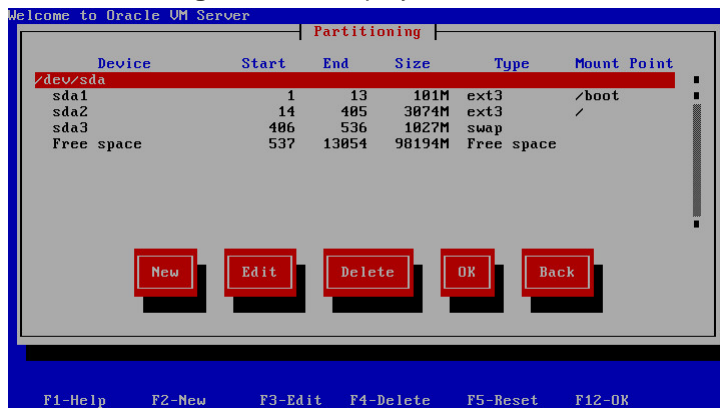 Welcome to Oracle VM Server
Partitioning
Device Start End Size Type Mount Point
/dev/sda
sda1 1 13 101M ext3 /boot
sda2 14 405 3074M ext3 /
sda3 406 536 1027M swap
Free space 537 13054 98194M Free space
New Edit Delete OK Back
F1-Help F2-New F3-Edit F4-Delete F5-Reset F12-OK